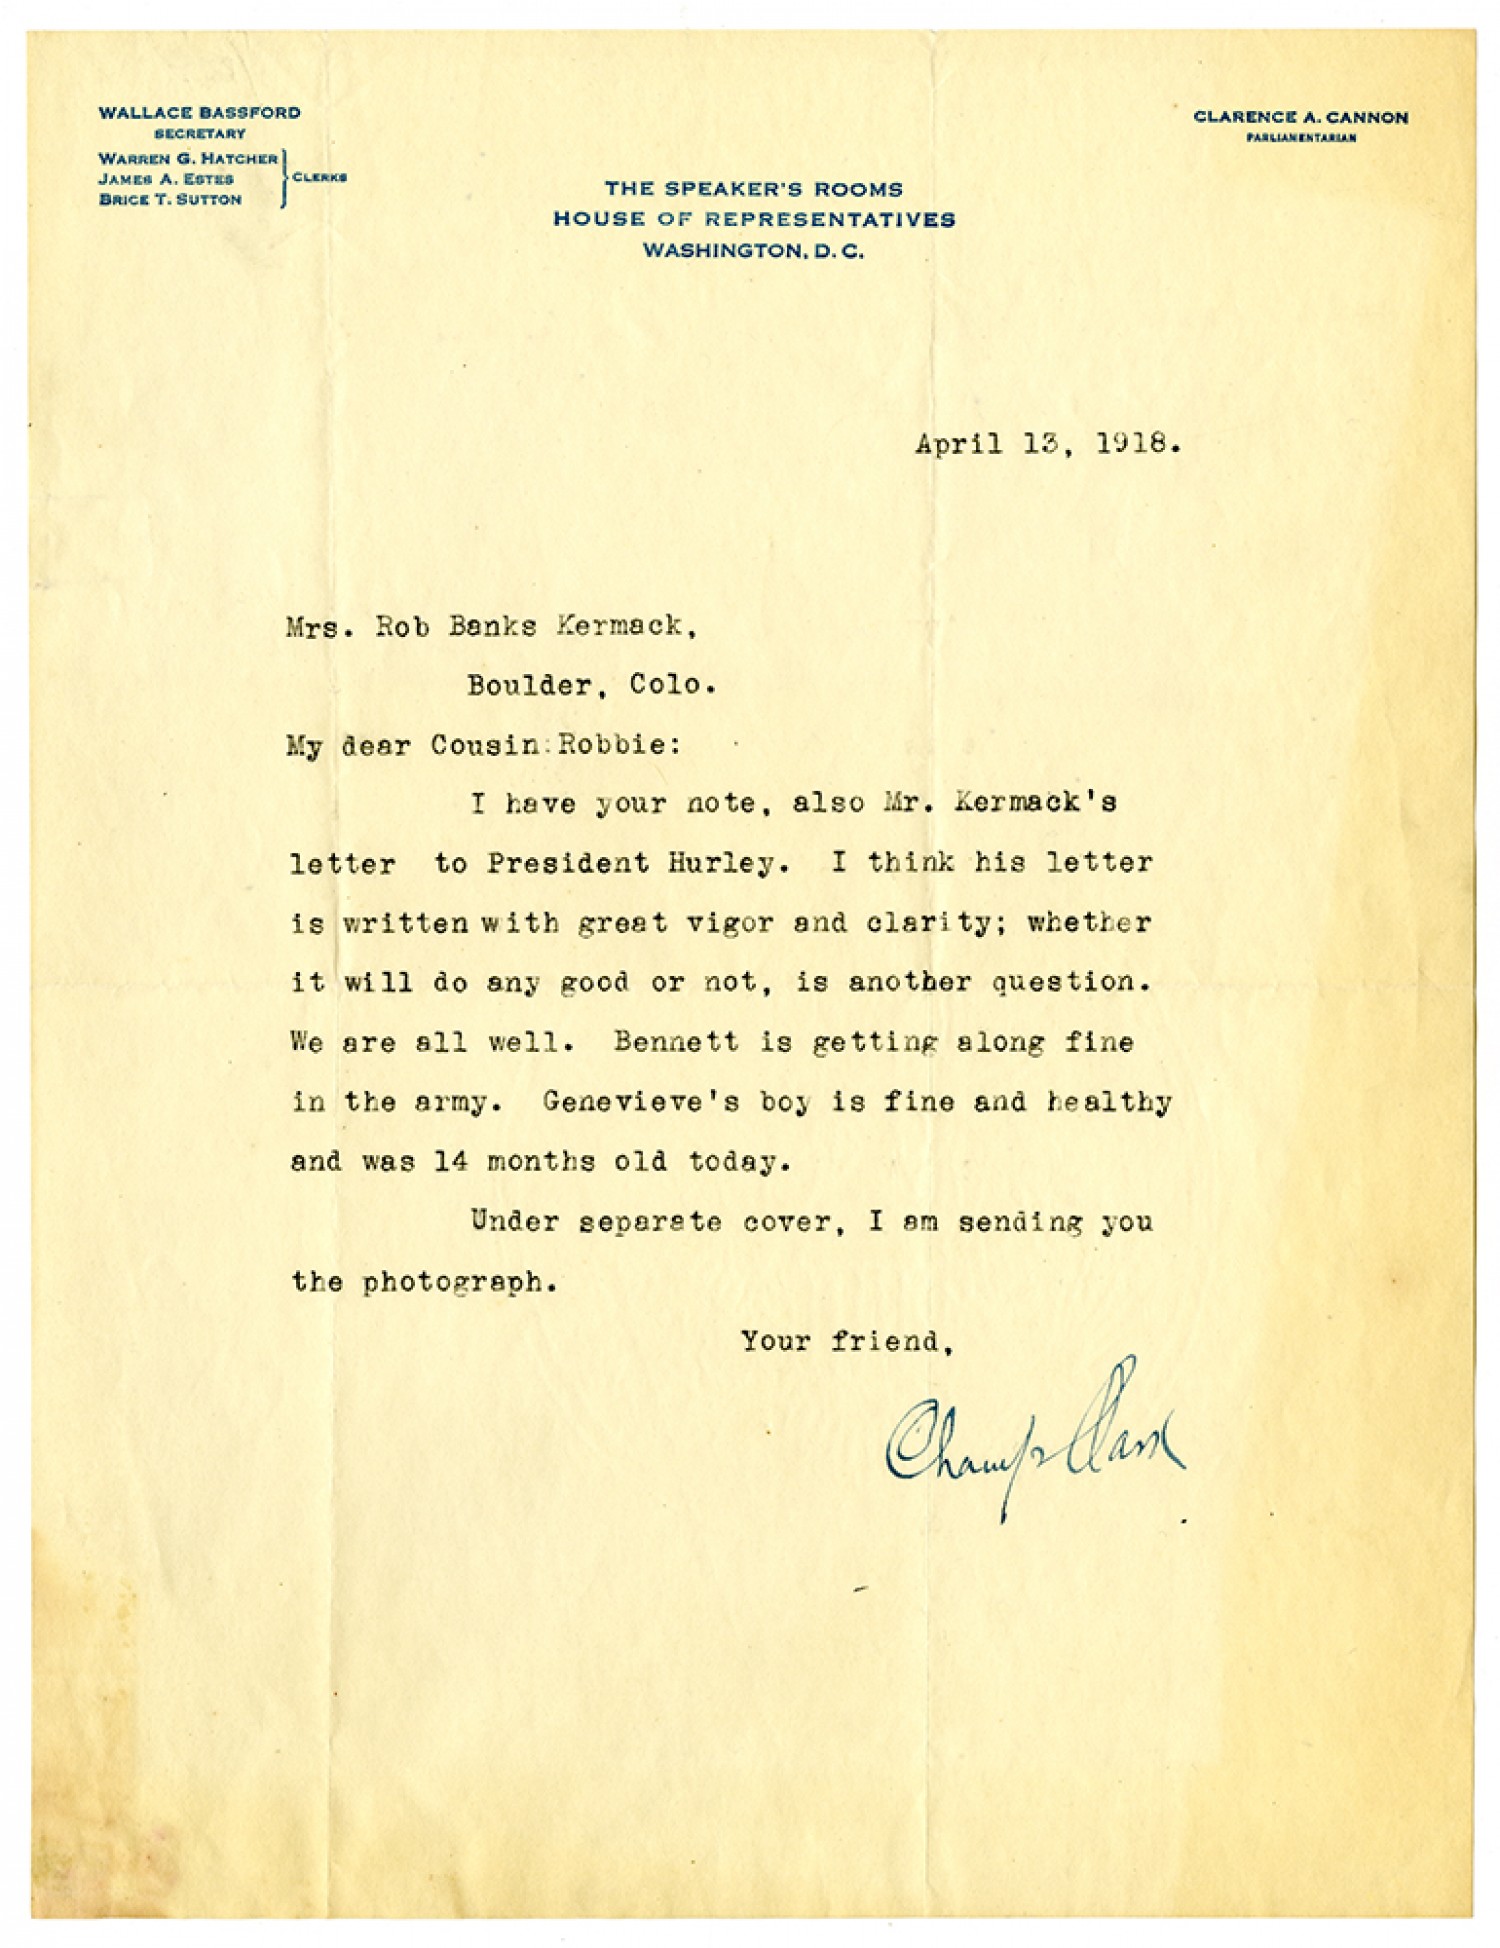 WALLACE BASSFORD
SECRETARY
WARREN G. HATCHER
JAMES A. ESTES
BRICE T. SUTTON
CLERKS
CLARENCE A. CANNON
PARLIAMENTARIAN
THE SPEAKER'S ROOMS
HOUSE OF REPRESENTATIVES
WASHINGTON, D. C.
April 13, 1918.
Mrs. Rob Banks Kermack,
Boulder, Colo.
My dear Cousin Robbie:
I have your note, also Mr. Kermack's
letter to President Hurley. I think his letter
is written with great vigor and clarity; whether
it will do any good or not, is another question.
We are all well. Bennett is getting along fine
in the army. Genevieve's boy is fine and healthy
and was 14 months old today.
Under separate cover, I am sending you
the photograph.
Your friend,
Champ Clark